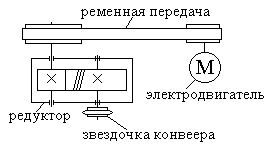 ременная передача
М
электродвигатель
редуктор
звездочка конвеера